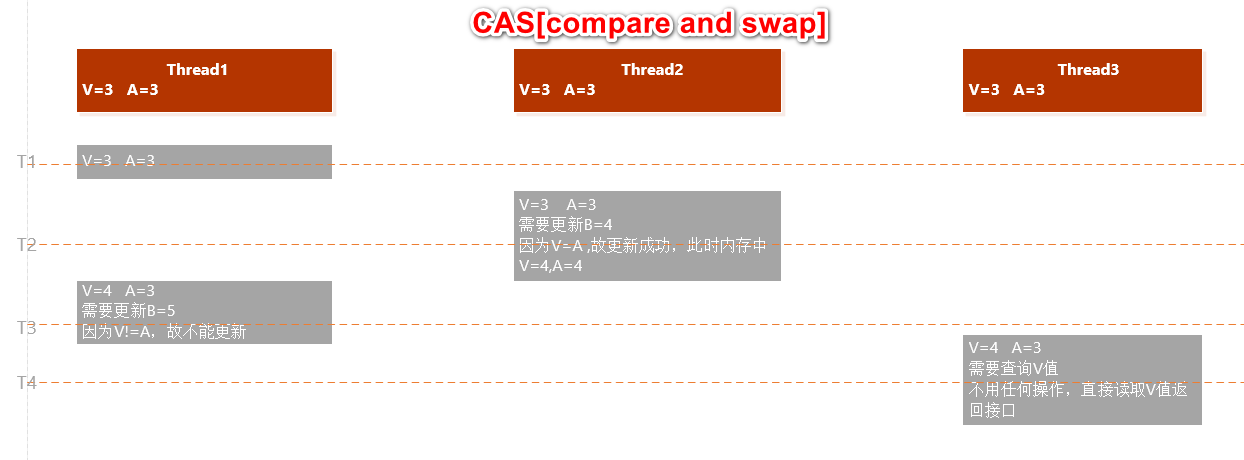 CAS[compare and swap]
Thread1
V=3 A=3
Thread2
V=3 A=3
Thread3
V=3 A=3
T1
V=3 A=3
V=3 A=3
需要更新B=4
T2
因为V=A ,故更新成功，此时内存中
V=4,A=4
V=4 A=3
需要更新B=5
T3
因为V!=A，故不能更新
V=4 A=3
需要查询V值
T4
不用任何操作，直接读取V值返
回接口